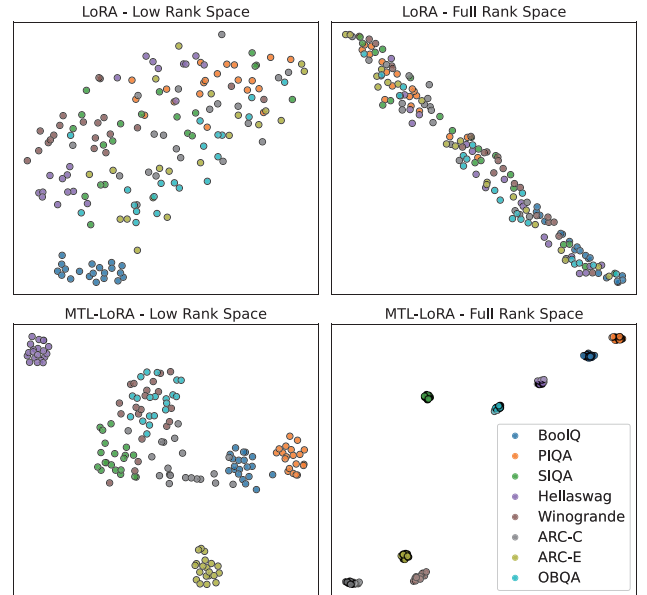 LoRA - Low Rank Space
LoRA - Full Rank Space
MTL-LoRA - Low Rank Space
MTL-LoRA - Full Rank Space
BoolQ
PIQA
SIQA
Hellaswag
Winogrande
ARC-C
ARC-E
OBQA